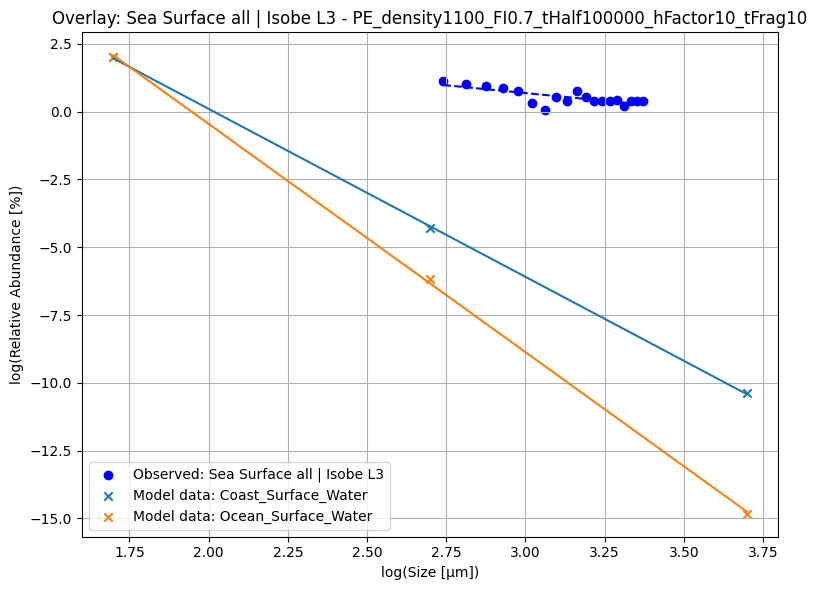 Overlay: Sea Surface all | Isobe L3 - PE_density1100_FI0.7_tHalf100000_hFactor10_tFrag10
log(Relative Abundance [%])
2.5
0.0
−2.5
−5.0
−7.5
−10.0
−12.5
−15.0
Observed: Sea Surface all | Isobe L3
Model data: Coast_Surface_Water
Model data: Ocean_Surface_Water
1.75 2.00 2.25 2.50 2.75 3.00 3.25 3.50 3.75
log(Size [µm])